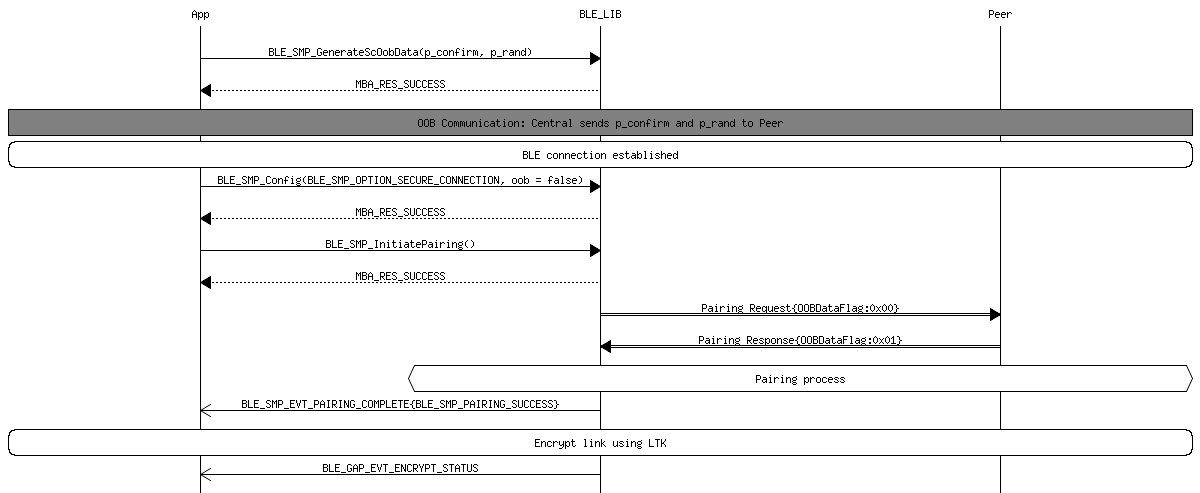 App BLE_LIB Peer
BLE_SMP_GenerateScOobData(p_confirm, p_rand)
MBA_RES_SUCCESS
OOB Communication: Central sends p_confirm and p_rand to Peer
BLE connection established
BLE_SMP_Config(BLE_SMP_OPTION_SECURE_CONNECTION, oob = false)
MBA_RES_SUCCESS
BLE_SMP_InitiatePairing()
MBA_RES_SUCCESS
Pairing Request{OOBDataFlag:0x00}
Pairing Response{OOBDataFlag:0x01}
Pairing process
BLE_SMP_EVT_PAIRING_COMPLETE{BLE_SMP_PAIRING_SUCCESS}
Encrypt link using LTK
BLE_GAP_EVT_ENCRYPT_STATUS